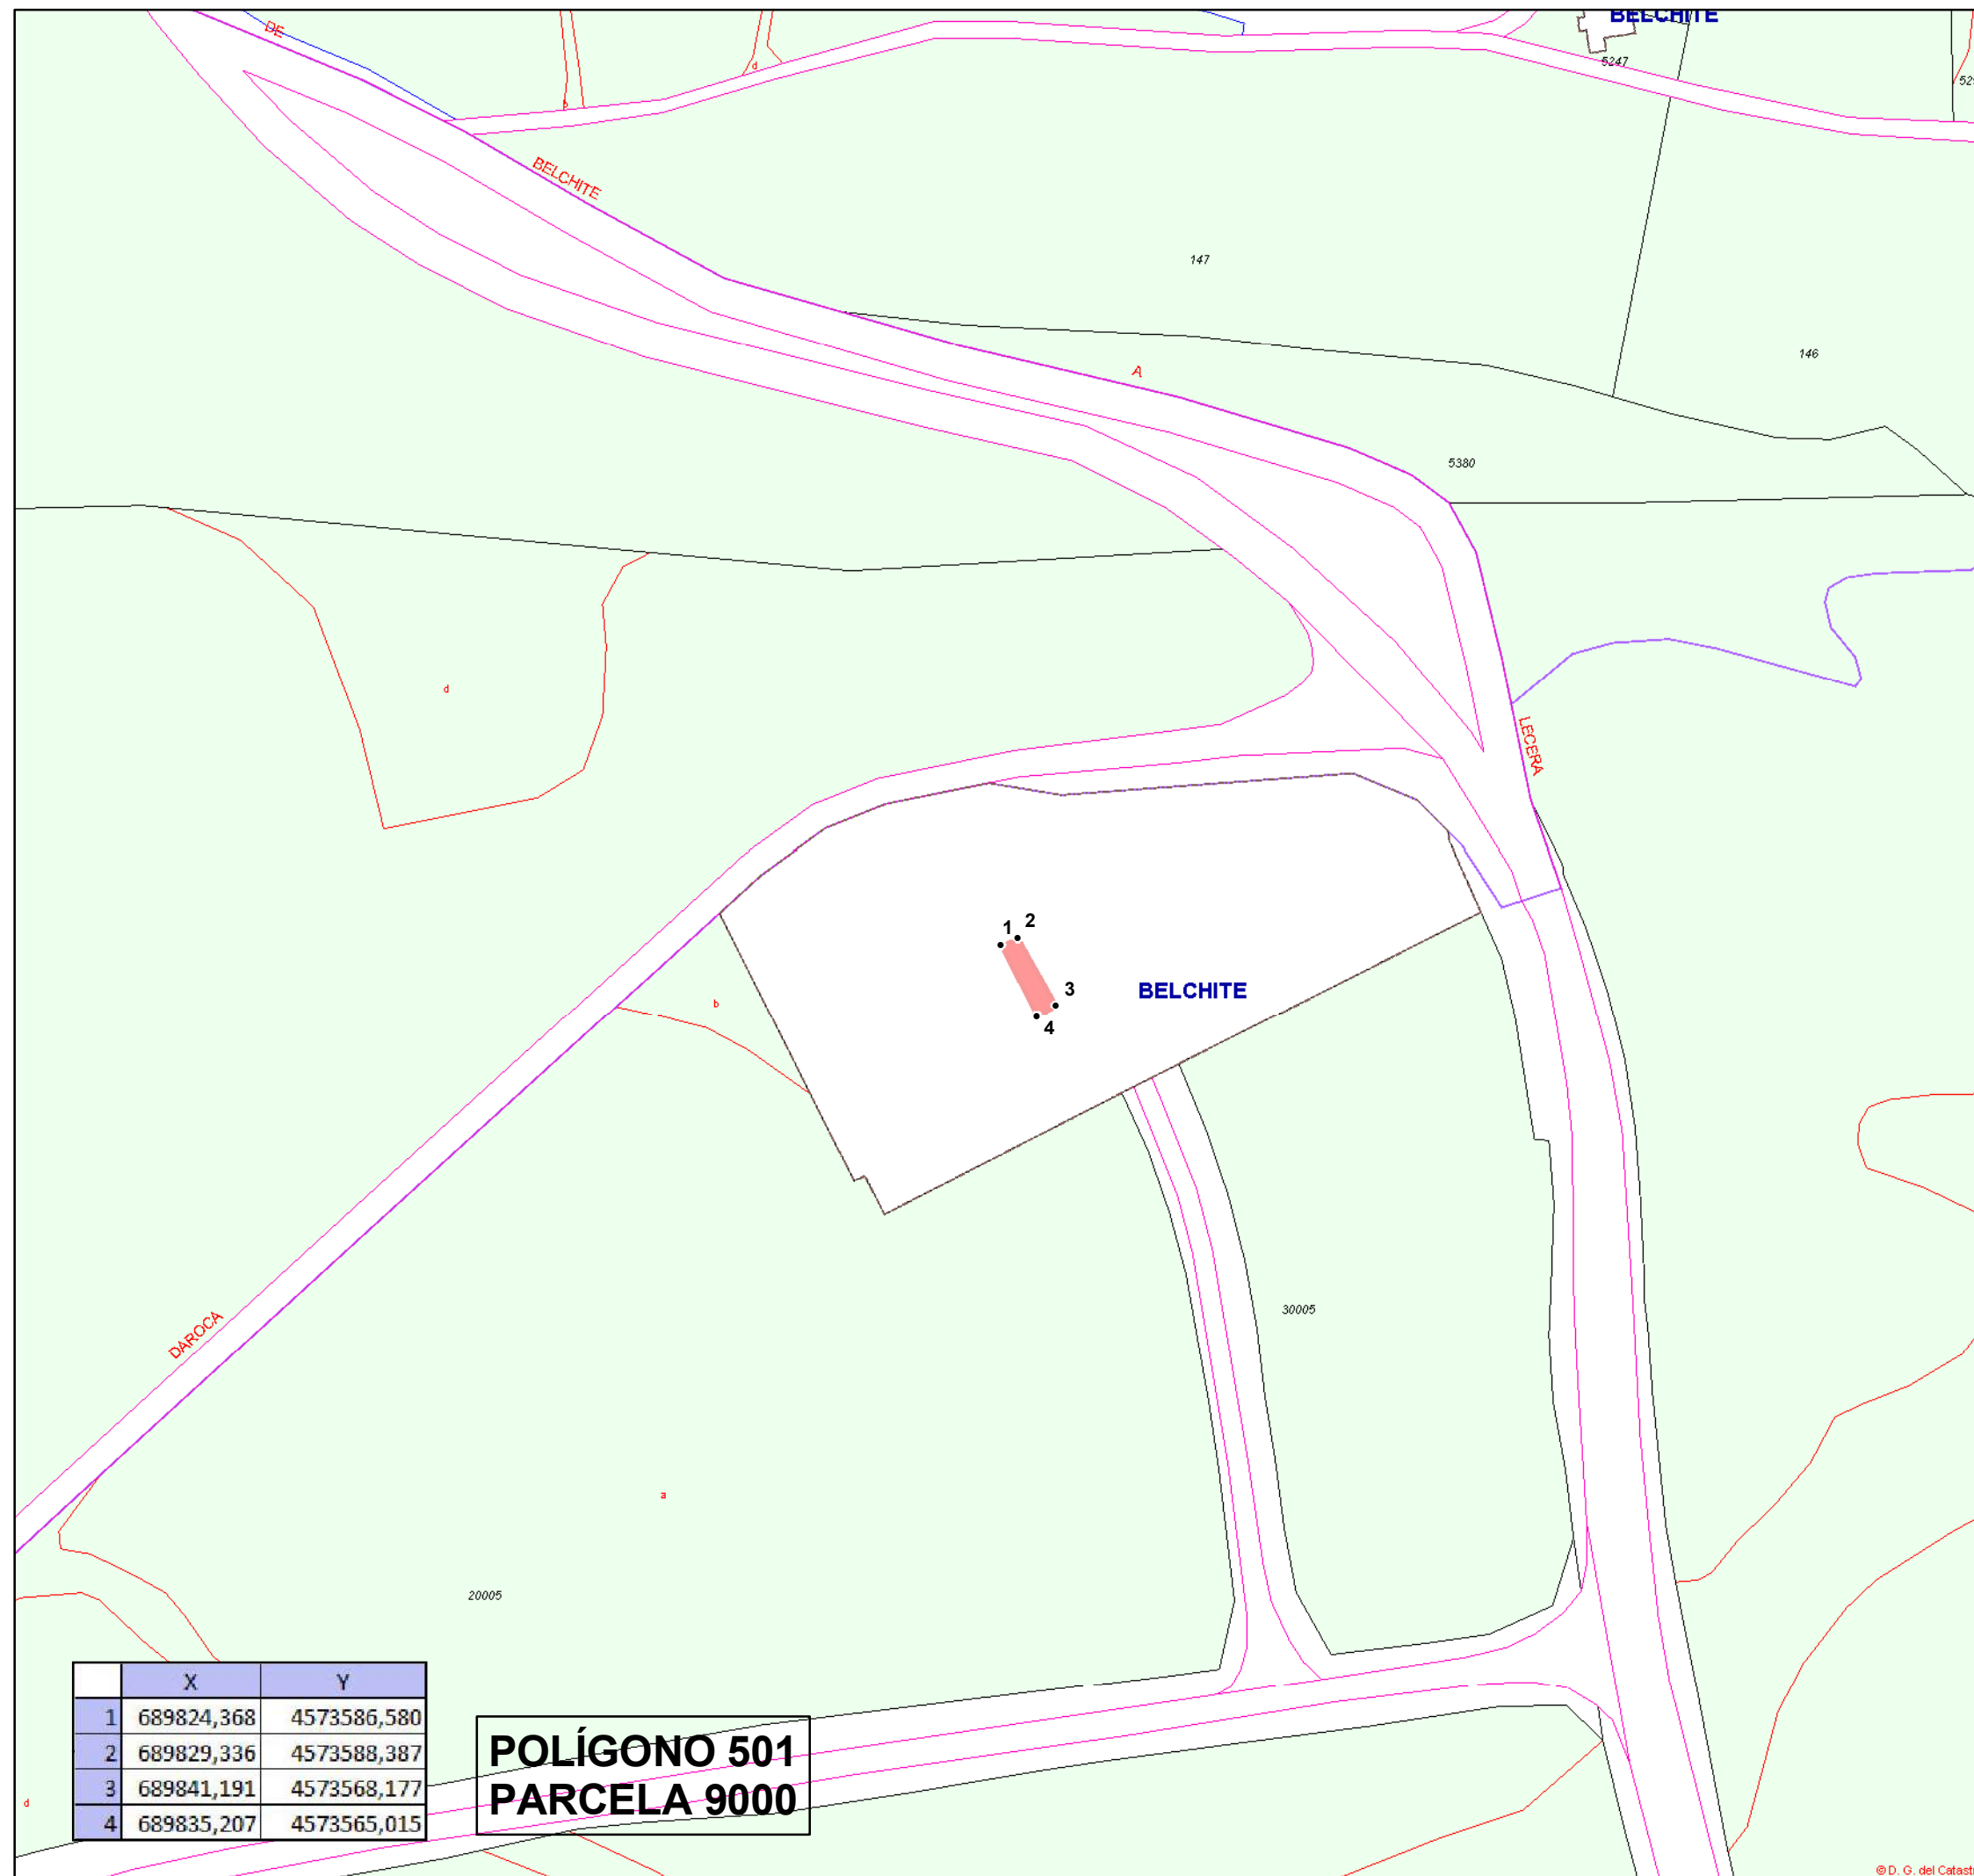 BELCHITE
DE
d
5247
b
BELCHITE
147
146
A
5380
d
LECERA
1
2
BELCHITE
3
b
4
DAROCA
30005
a
20005
X Y
1 689824,368 4573586,580
2 689829,336 4573588,387
3 689841,191 4573568,177
4 689835,207 4573565,015
POLÍGONO 501
PARCELA 9000
d
© D. G. del Catast